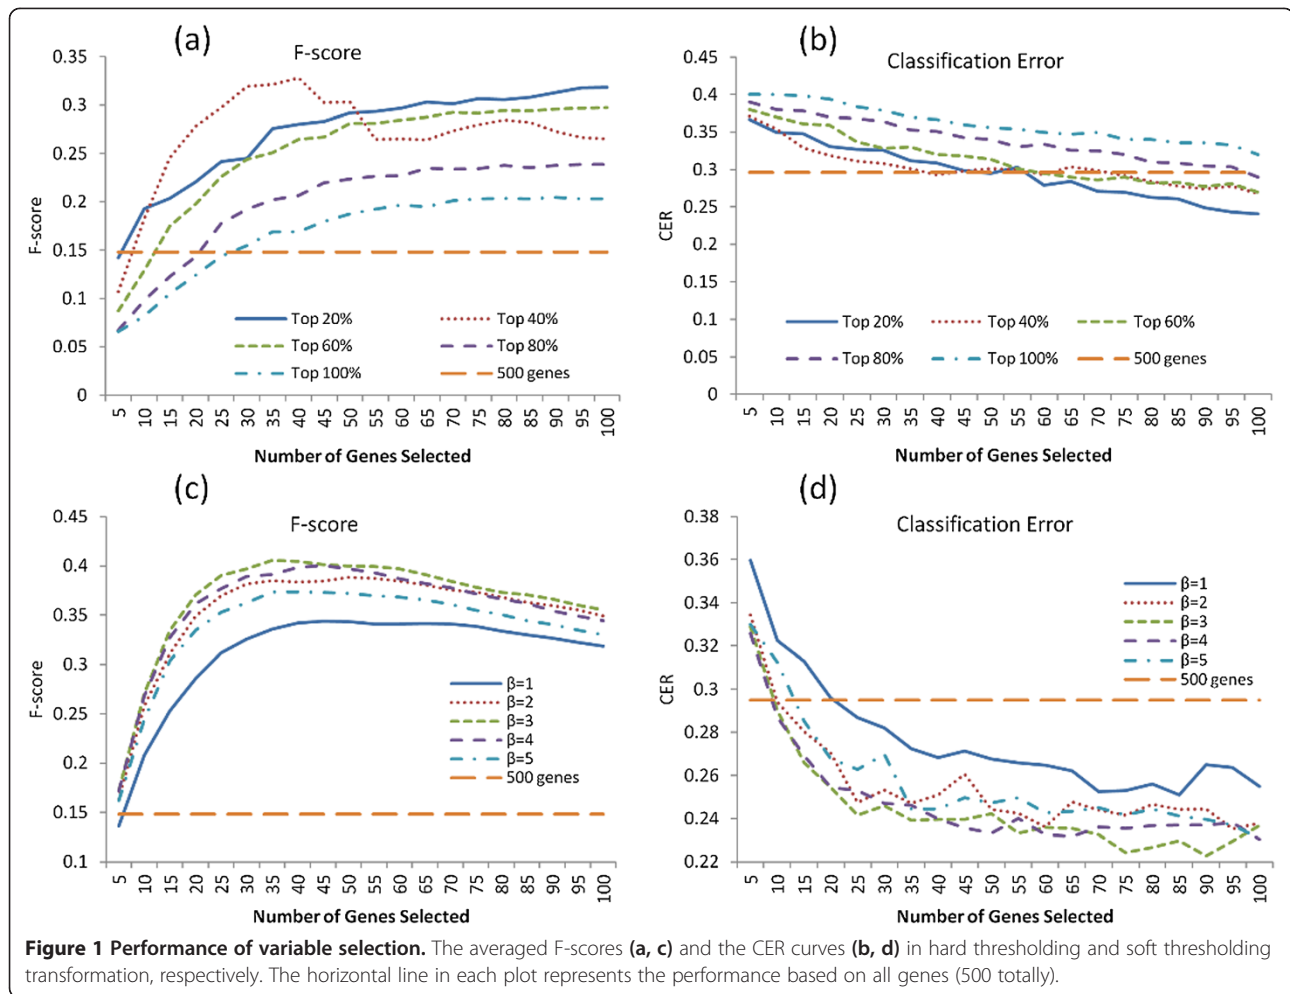 (a)
F-score
0.35
0.3
0.25
0.2
0.15
0.1
0.05
0
F-score
Top 20%
Top 40%
Top 60%
Top 80%
Top 100%
500 genes
5 10 15 20 25 30 35 40 45 50 55 60 65 70 75 80 85 90 95 100
Number of Genes Selected
(b)
Classification Error
0.45
0.4
0.35
0.3
0.25
0.2
0.15
0.1
0.05
0
CER
Top 20%
Top 40%
Top 60%
Top 80%
Top 100%
500 genes
5 10 15 20 25 30 35 40 45 50 55 60 65 70 75 80 85 90 95 100
Number of Genes Selected
(c)
F-score
0.45
0.4
0.35
0.3
0.25
0.2
0.15
0.1
F-score
β=1
β=2
β=3
β=4
β=5
500 genes
5 10 15 20 25 30 35 40 45 50 55 60 65 70 75 80 85 90 95 100
Number of Genes Selected
(d)
Classification Error
0.38
0.36
0.34
0.32
0.3
0.28
0.26
0.24
0.22
CER
β=1
β=2
β=3
β=4
β=5
500 genes
5 10 15 20 25 30 35 40 45 50 55 60 65 70 75 80 85 90 95 100
Number of Genes Selected
Figure 1 Performance of variable selection. The averaged F-scores (a, c) and the CER curves (b, d) in hard thresholding and soft thresholding
transformation, respectively. The horizontal line in each plot represents the performance based on all genes (500 totally).